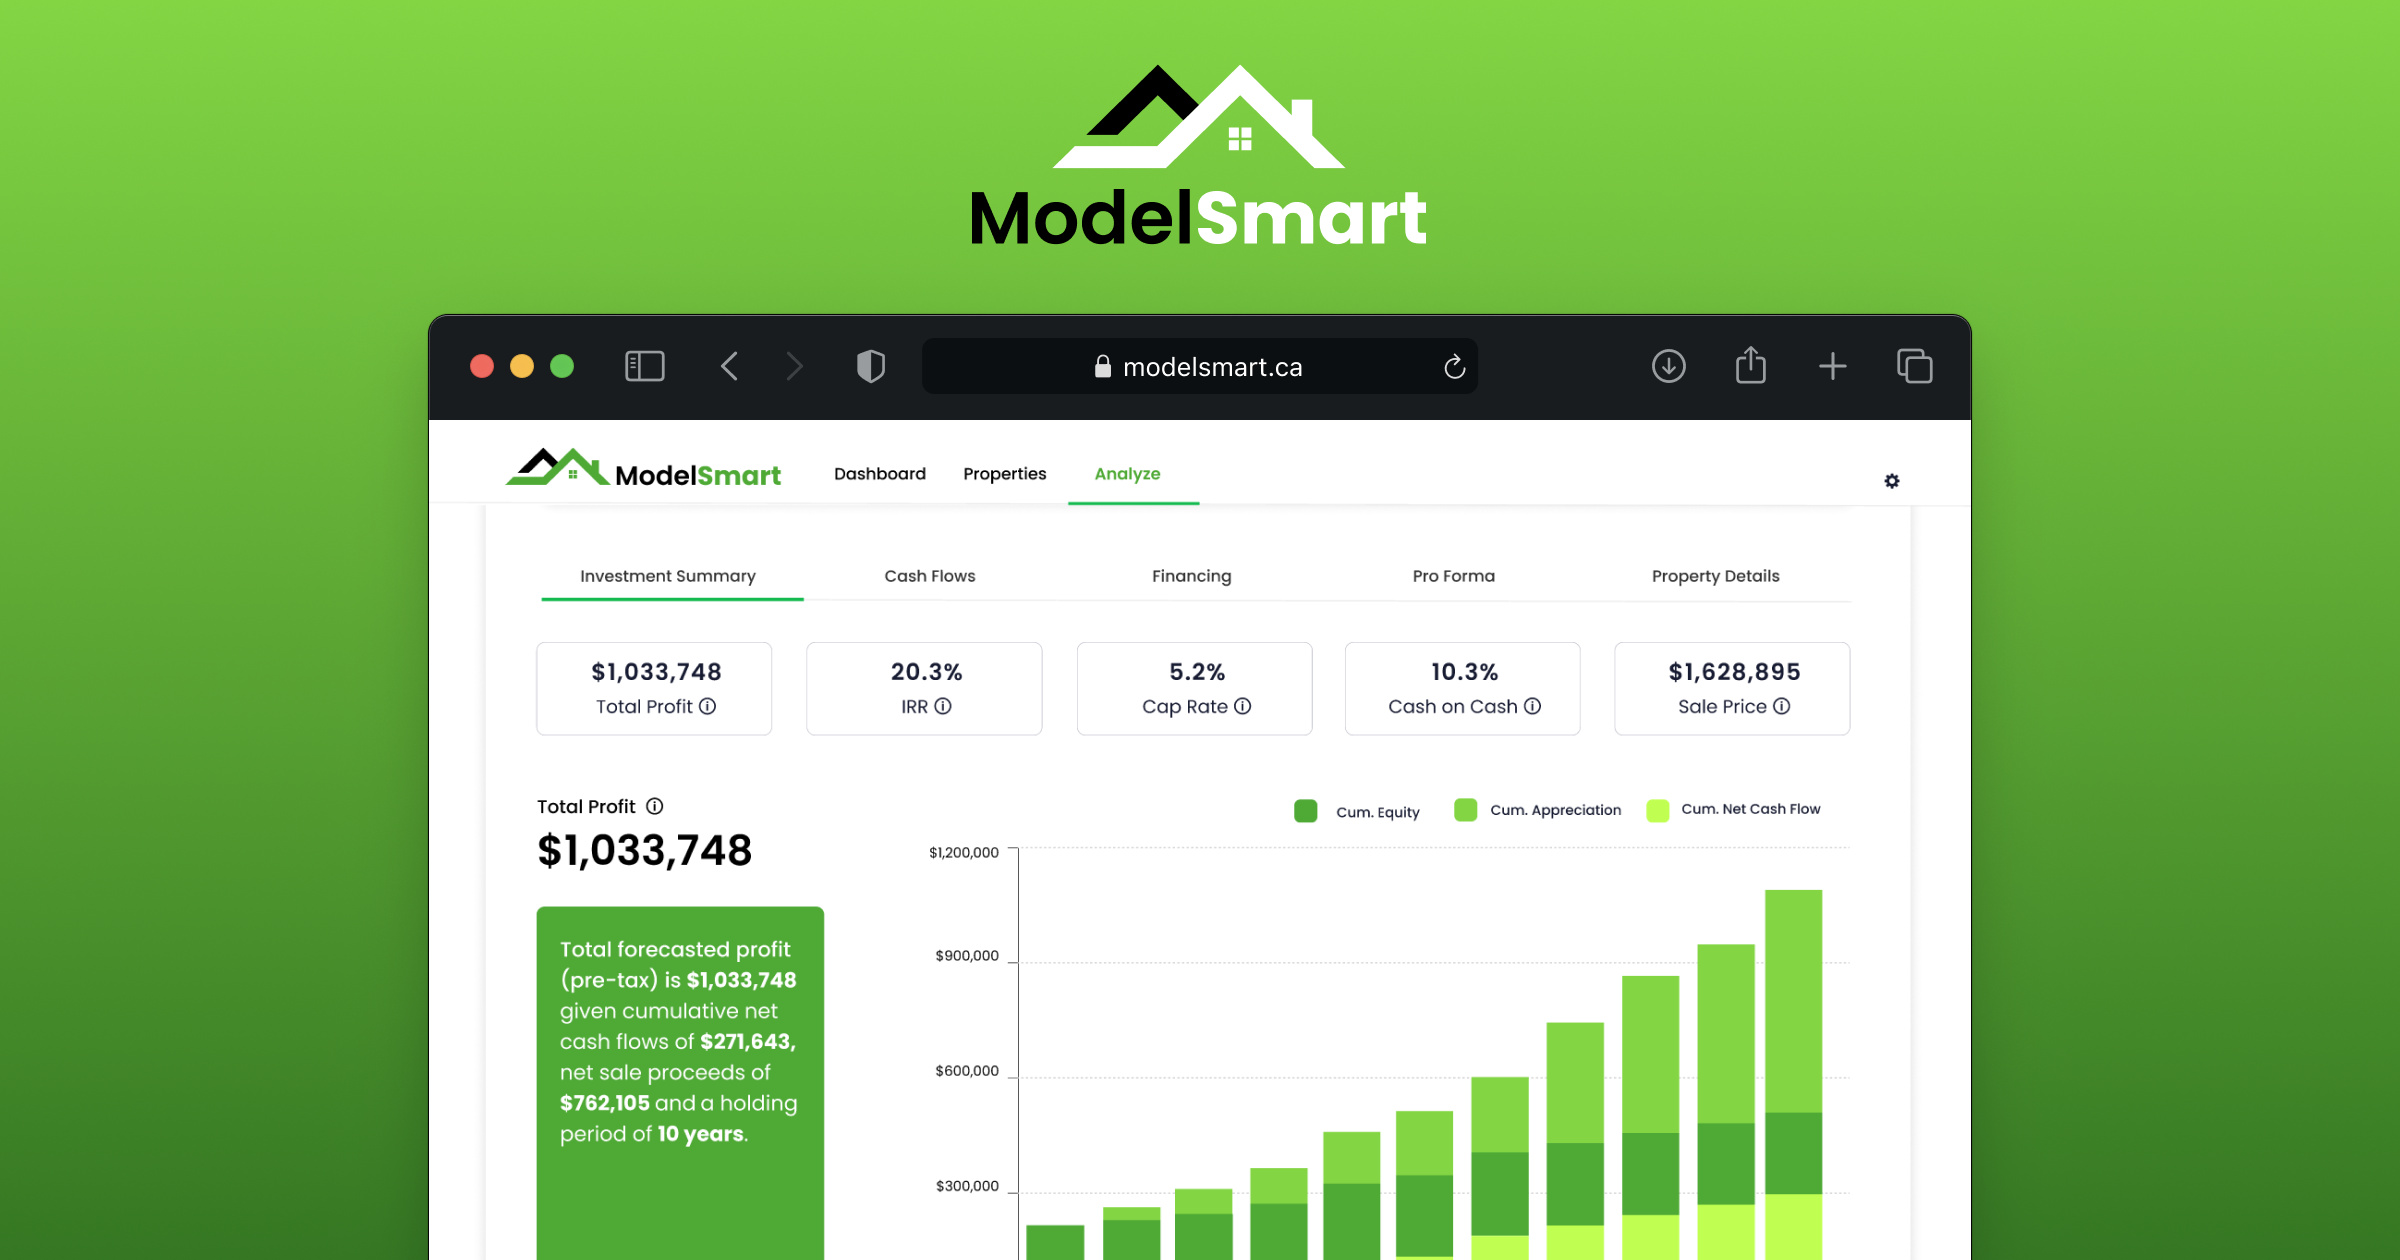 ModelSmart
modelsmart.ca
ModelSmart
Dashboard
Properties
Analyze
Investment Summary
Cash Flows
Financing
Pro Forma
Property Details
$1,033,748
Total Profit
20.3%
IRR
5.2%
Cap Rate
10.3%
Cash on Cash
$1,628,895
Sale Price
Total Profit
$1,033,748
Total forecasted profit
(pre-tax) is $1,033,748
given cumulative net
cash flows of $271,643,
net sale proceeds of
$762,105 and a holding
period of 10 years.
Cum. Equity
Cum. Appreciation
Cum. Net Cash Flow
$1,200,000
$900,000
$600,000
$300,000